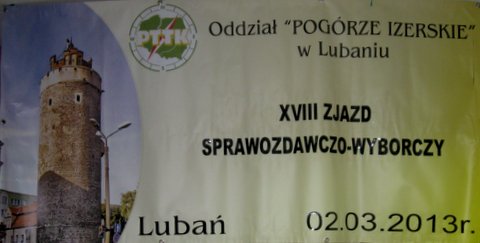 PTTK
Oddział "POGÓRZE IZERSKIE"
w Lubaniu
XVIII ZJAZD
SPRAWOZDAWCZO-WYBORCZY
Lubań 02.03.2013r.